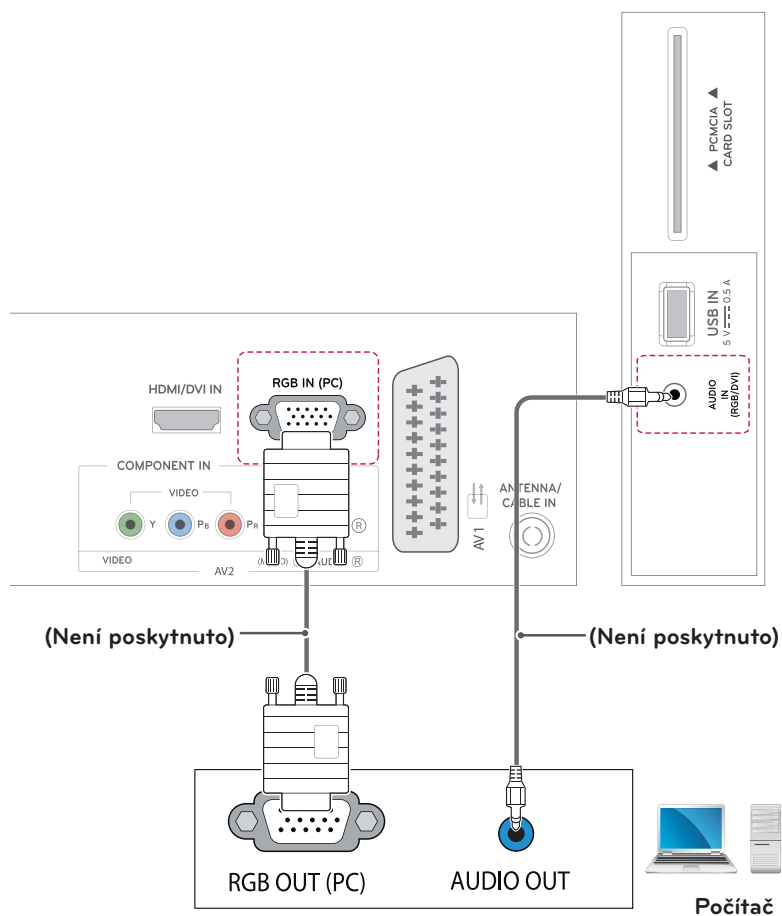 ▲ PCMCIA ▲
CARD SLOT
USB IN
5 V 0.5 A
AUDIO
IN
(RGB/DVI)
RGB IN (PC)
HDMI/DVI IN
COMPONENT IN
VIDEO
Y PB PR
R
VIDEO
AV2
R
AV1
ANTENNA/
CABLE IN
(Není poskytnuto)
(Není poskytnuto)
RGB OUT (PC)
AUDIO OUT
Počítač